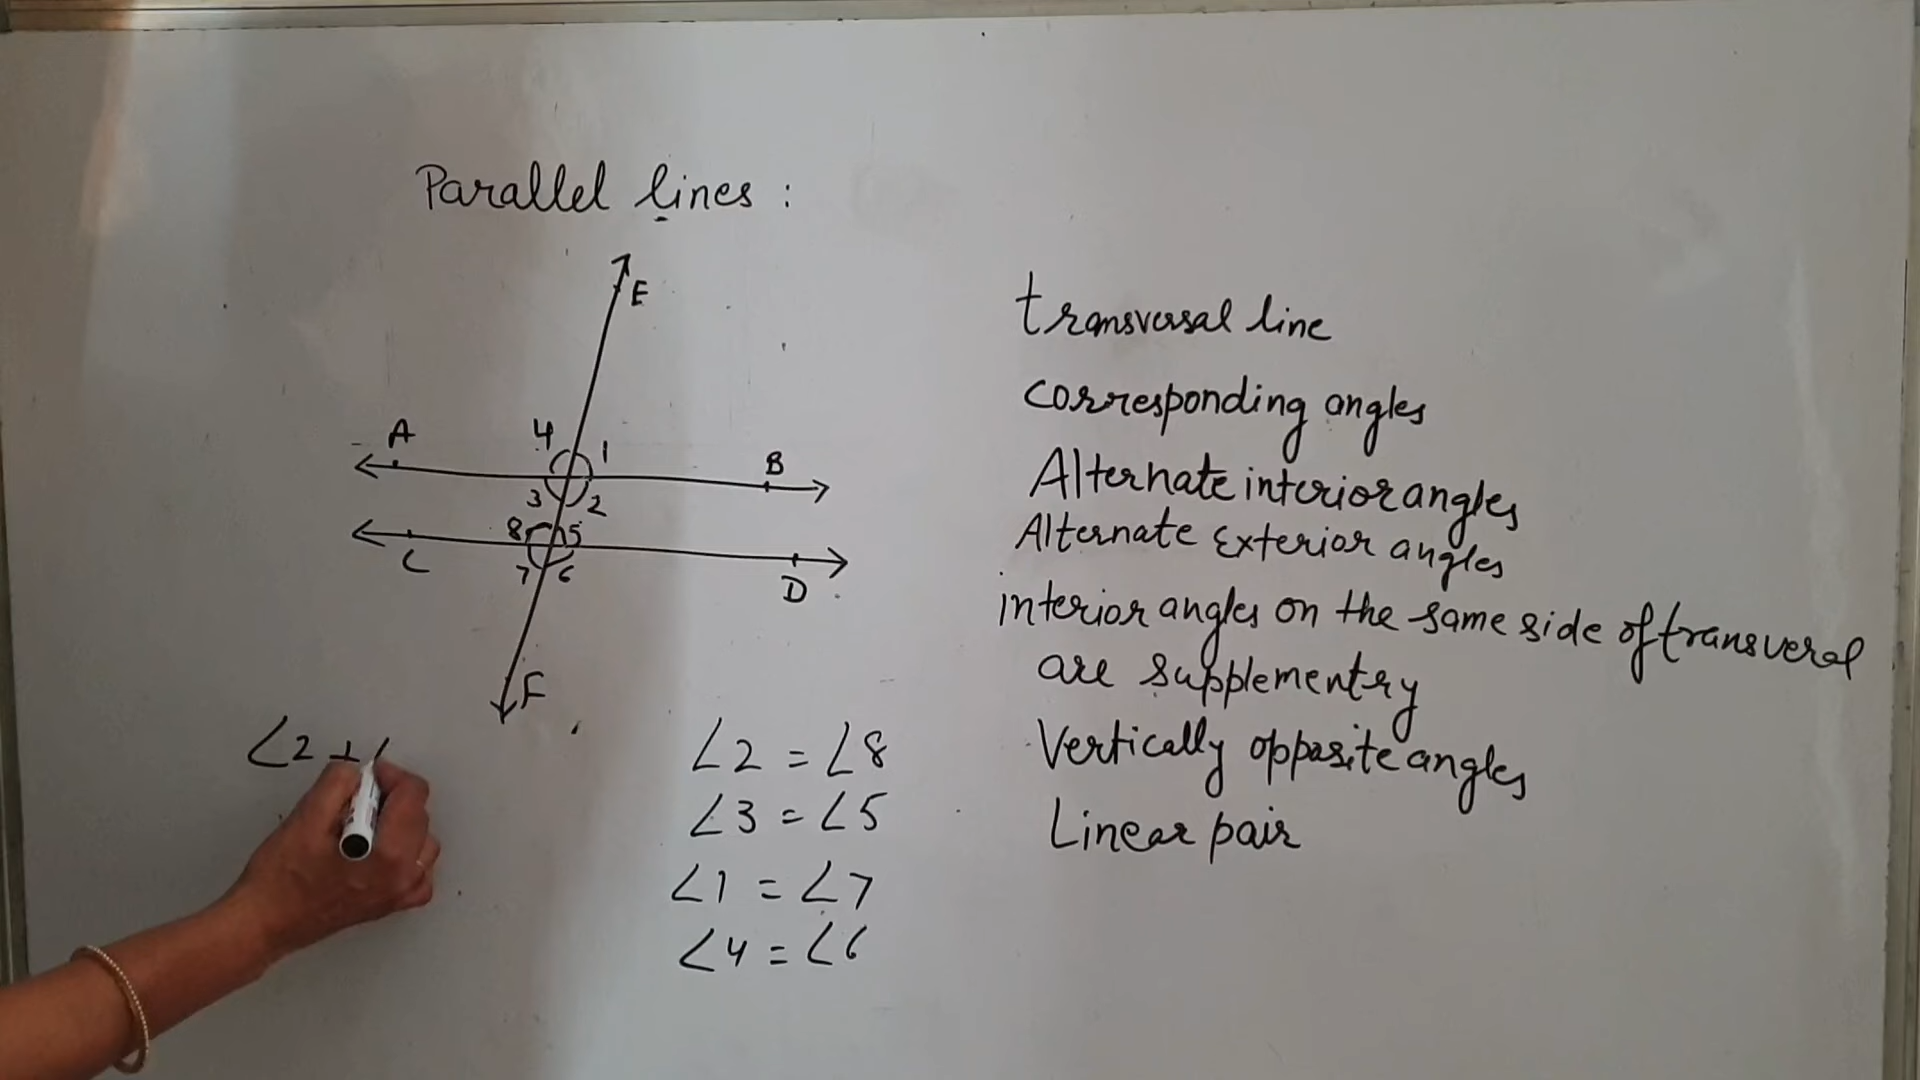 Parallel lines :
E
A
4
1
B
3
2
8
5
C
7
6
D
F
transversal line
corresponding angles
Alternate interior angles
Alternate Exterior angles
interior angles on the same side of transveral
are supplementry
Vertically opposite angles
Linear pair
∠2 + ∠
∠2 = ∠8
∠3 = ∠5
∠1 = ∠7
∠4 = ∠6